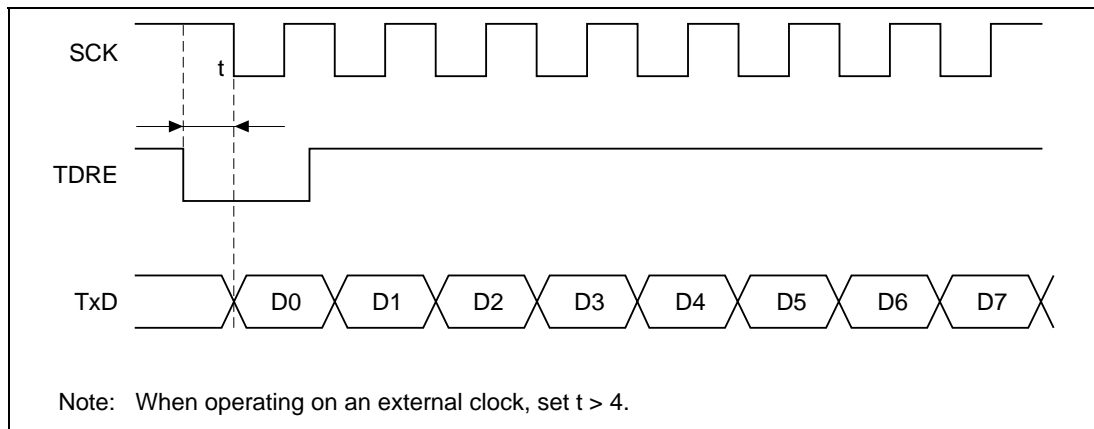 SCK
t
TDRE
TxD
D0 D1 D2 D3 D4 D5 D6 D7
Note: When operating on an external clock, set t > 4.